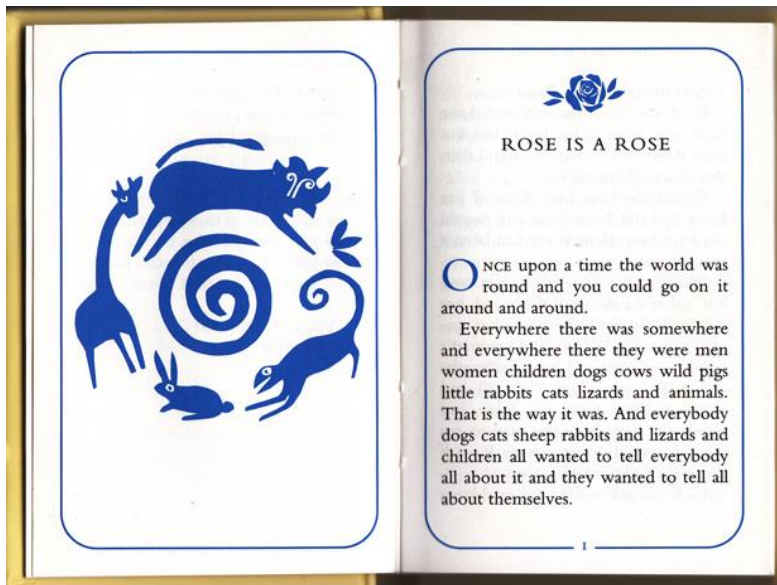 ROSE IS A ROSE
ONCE upon a time the world was
round and you could go on it
around and around.
Everywhere there was somewhere
and everywhere there they were men
women children dogs cows wild pigs
little rabbits cats lizards and animals.
That is the way it was. And everybody
dogs cats sheep rabbits and lizards and
children all wanted to tell everybody
all about it and they wanted to tell all
about themselves.
1